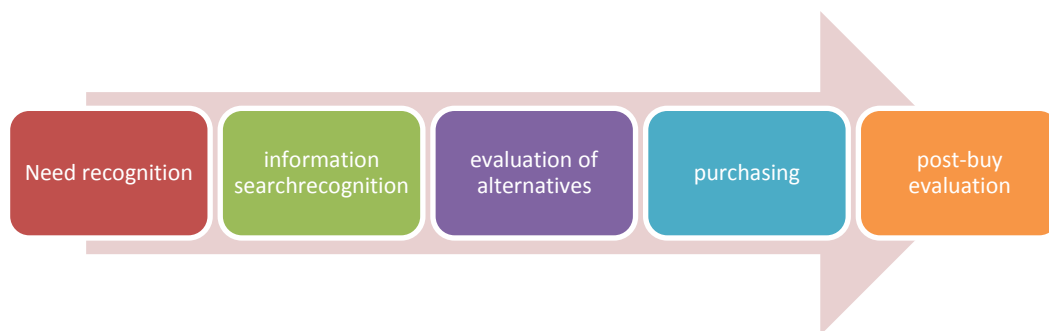 Need recognition
information
searchrecognition
evaluation of
alternatives
purchasing
post-buy
evaluation